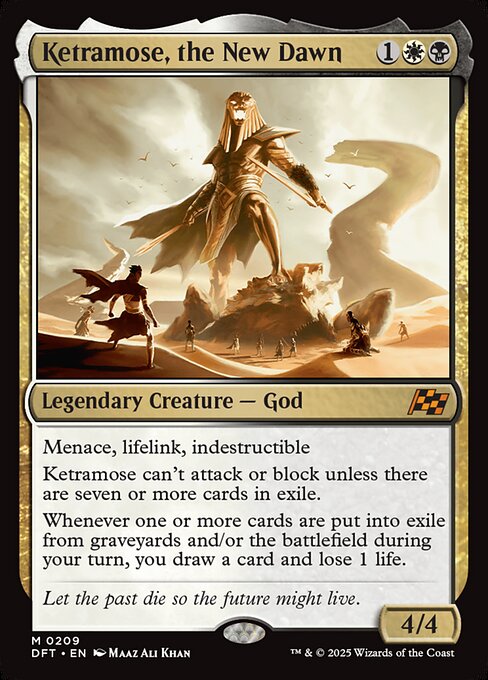 Ketramose, the New Dawn 1
Legendary Creature — God
Menace, lifelink, indestructible
Ketramose can't attack or block unless there
are seven or more cards in exile.
Whenever one or more cards are put into exile
from graveyards and/or the battlefield during
your turn, you draw a card and lose 1 life.
Let the past die so the future might live.
4/4
M 0209
DFT • EN Maaz Ali Khan
™ & © 2025 Wizards of the Coast